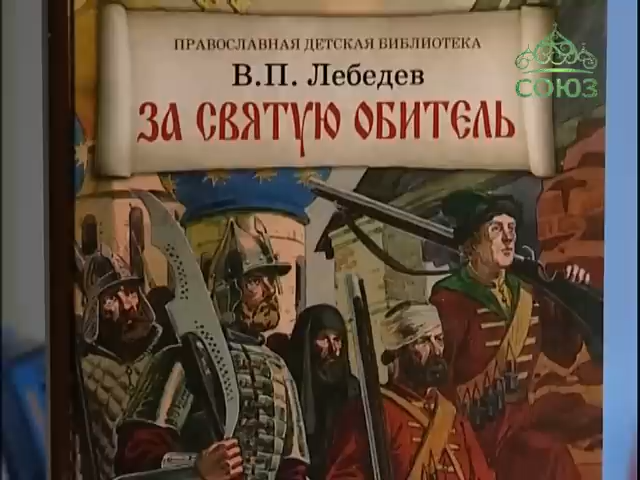 ПРАВОСЛАВНАЯ ДЕТСКАЯ БИБЛИОТЕКА
В.П. Лебедев
ЗА СВЯТУЮ ОБИТЕЛЬ
СОЮЗ